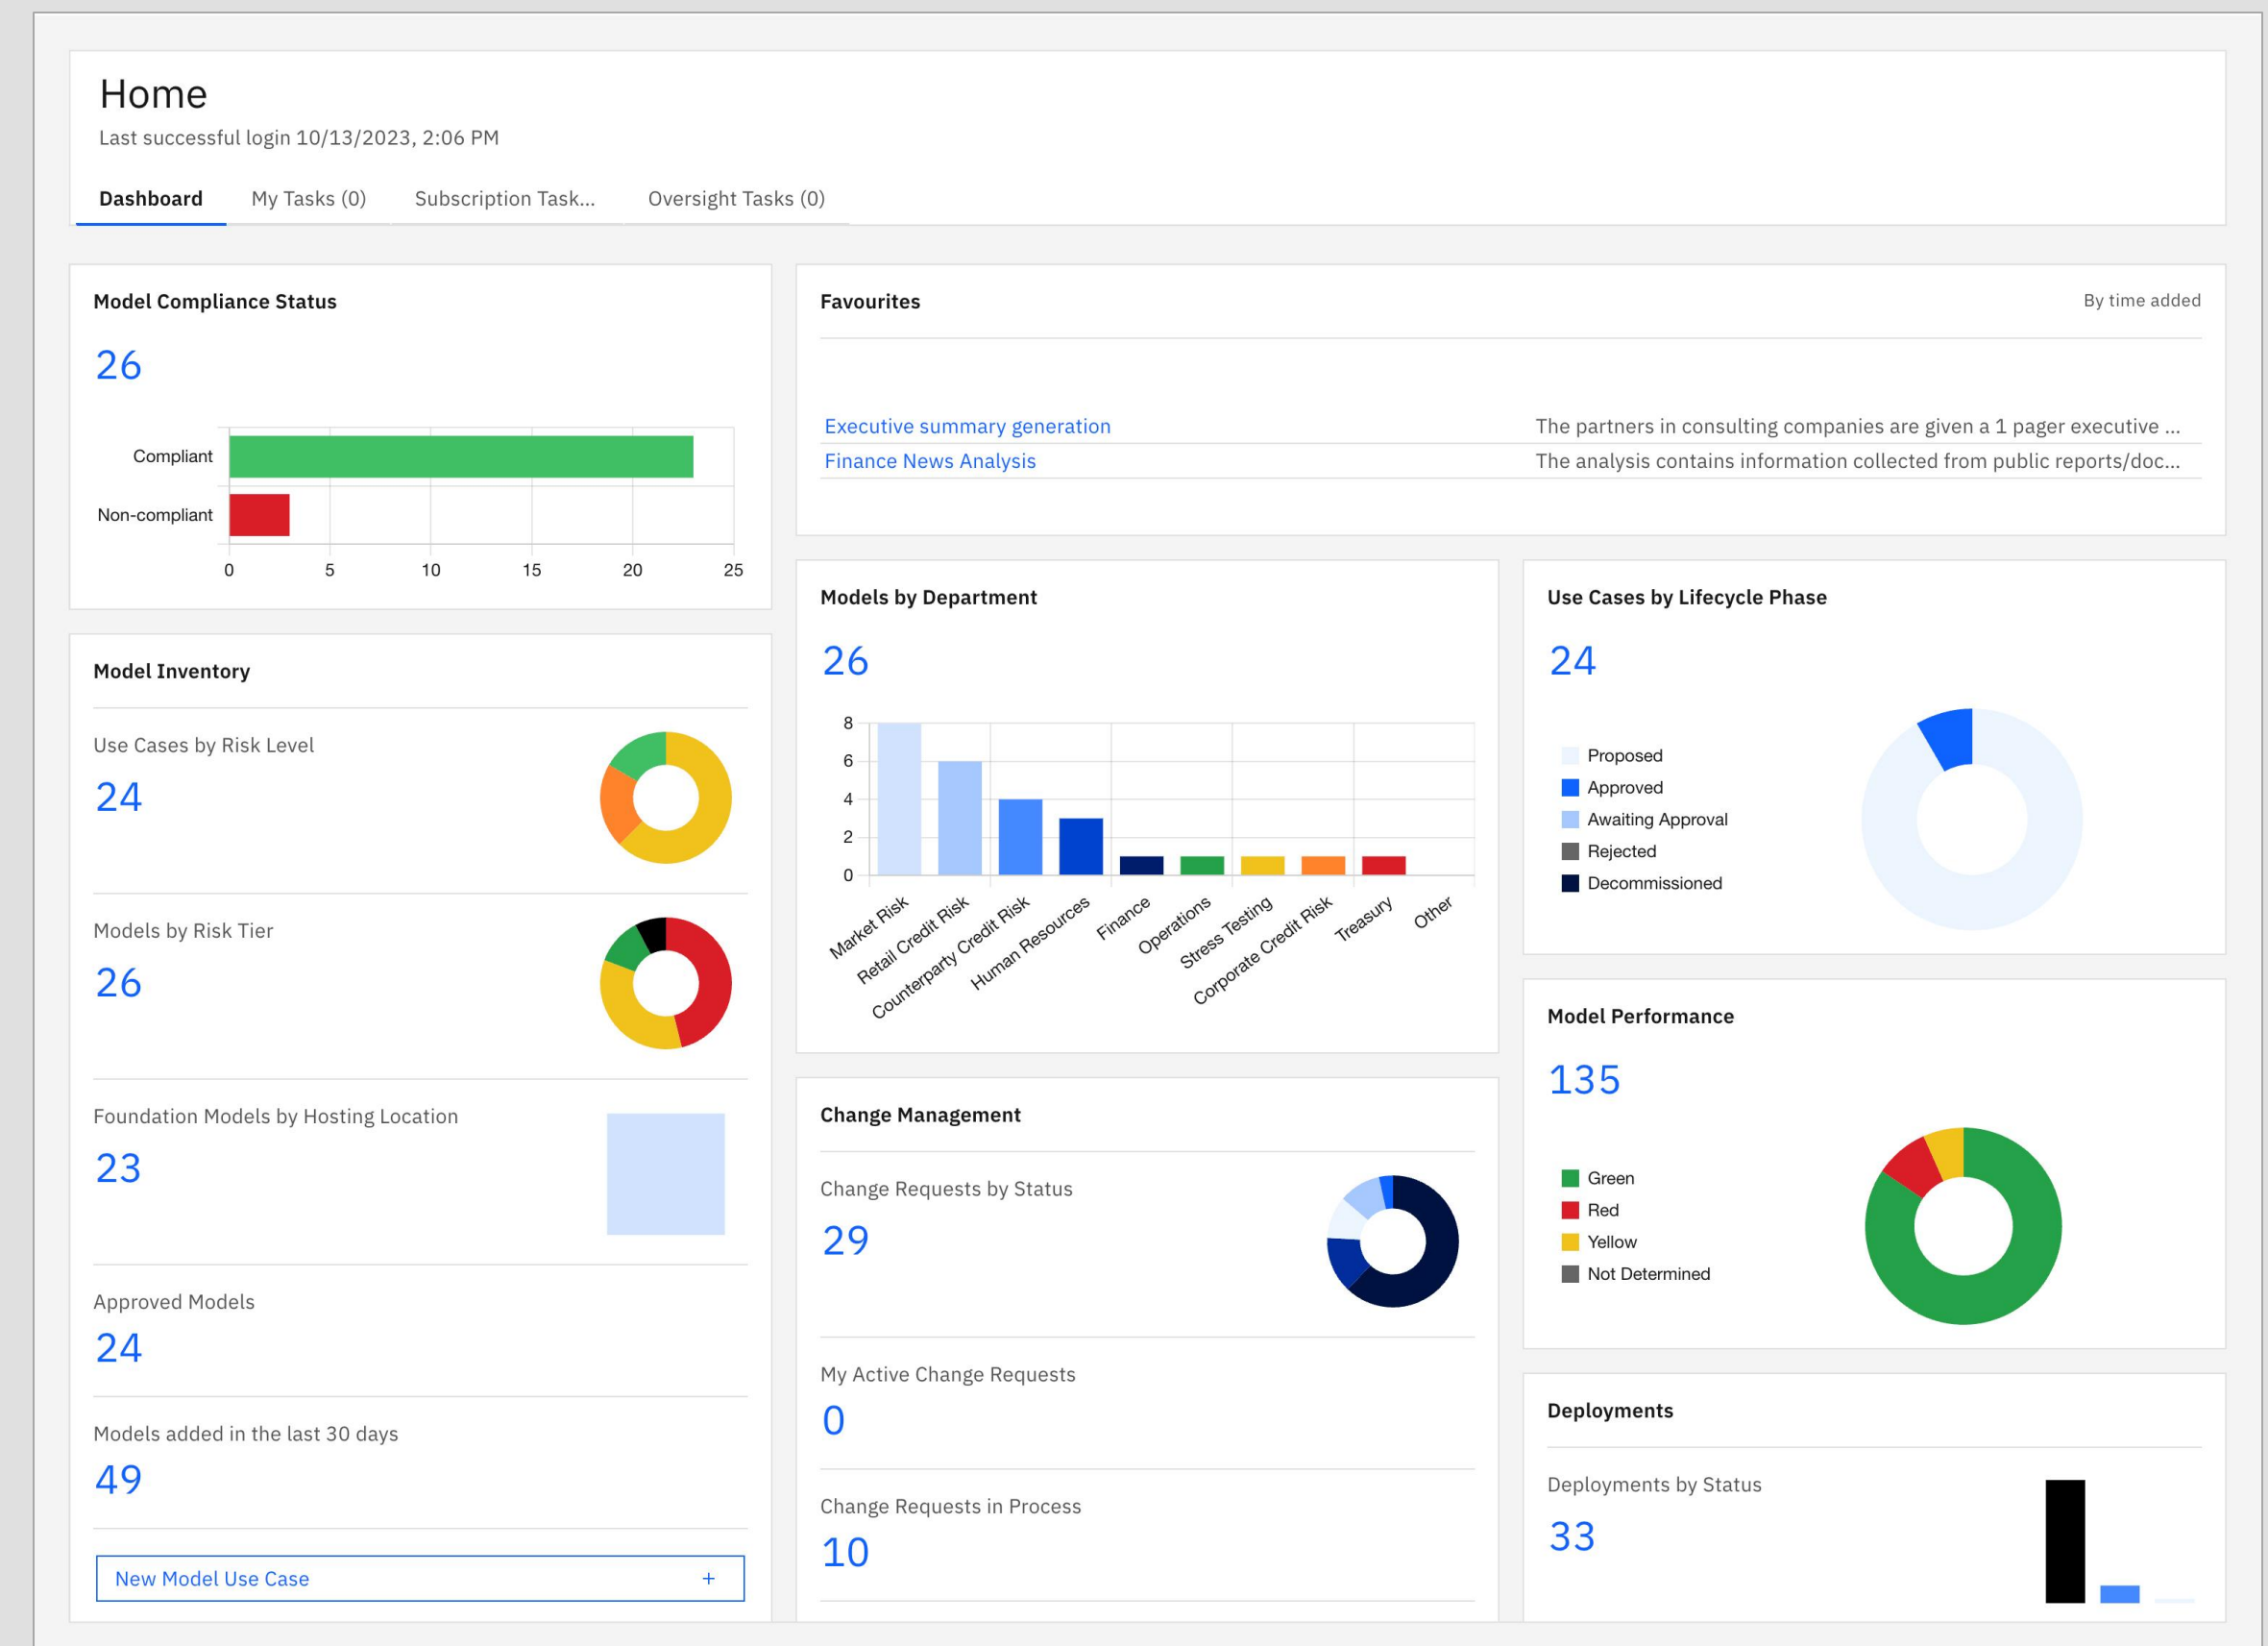 Home
Last successful login 10/13/2023, 2:06 PM
Dashboard My Tasks (0) Subscription Task... Oversight Tasks (0)
Model Compliance Status
26
Compliant
Non-compliant
0 5 10 15 20 25
Favourites By time added
Executive summary generation The partners in consulting companies are given a 1 pager executive ...
Finance News Analysis The analysis contains information collected from public reports/doc...
Model Inventory
Use Cases by Risk Level
24
Models by Risk Tier
26
Foundation Models by Hosting Location
23
Approved Models
24
Models added in the last 30 days
49
New Model Use Case +
Models by Department
26
8
6
4
2
0
Market Risk
Retail Credit Risk
Counterparty Credit Risk
Human Resources
Finance
Operations
Stress Testing
Corporate Credit Risk
Treasury
Other
Change Management
Change Requests by Status
29
My Active Change Requests
0
Change Requests in Process
10
Use Cases by Lifecycle Phase
24
Proposed
Approved
Awaiting Approval
Rejected
Decommissioned
Model Performance
135
Green
Red
Yellow
Not Determined
Deployments
Deployments by Status
33